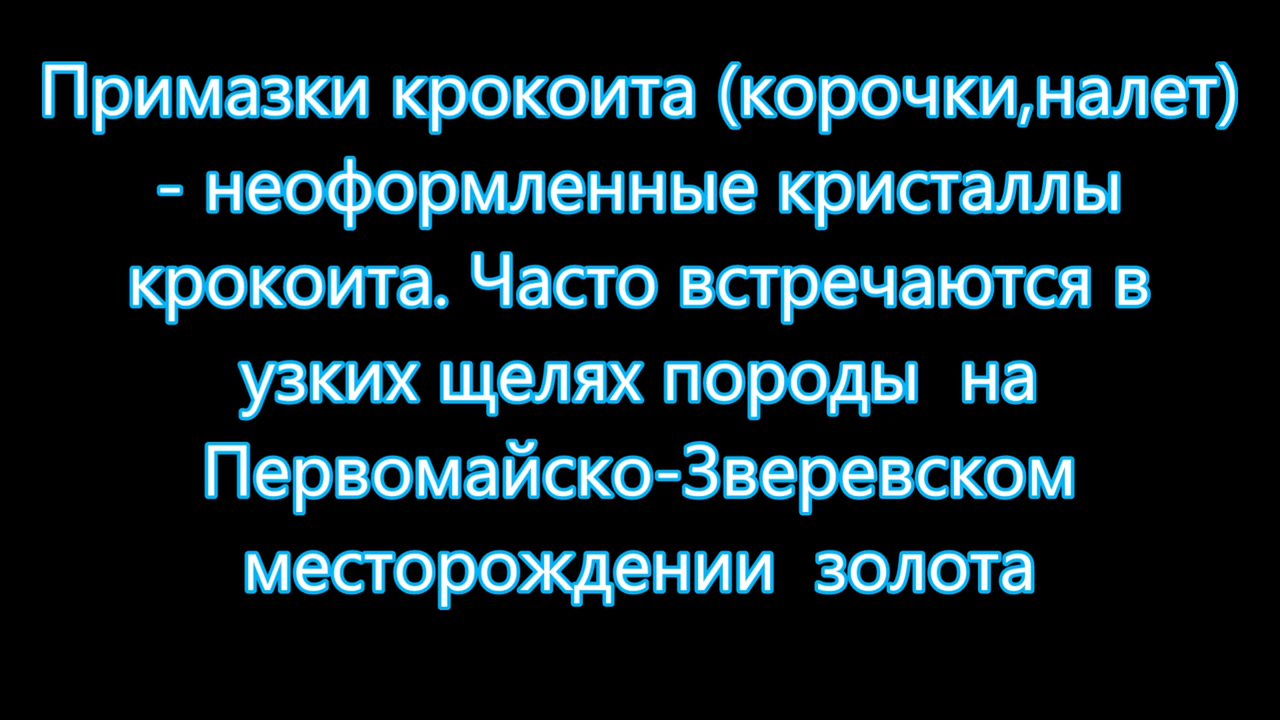 Примазки крокоита (корочки,налет)
- неоформленные кристаллы
крокоита. Часто встречаются в
узких щелях породы  на
Первомайско-Зверевском
месторождении  золота